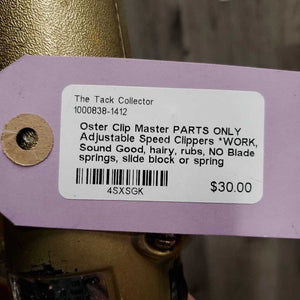 The Tack Collector
1000838-1412
Oster Clip Master PARTS ONLY
Adjustable Speed Clippers *WORK,
Sound Good, hairy, rubs, NO Blade
springs, slide block or spring
4SXSGK
$30.00